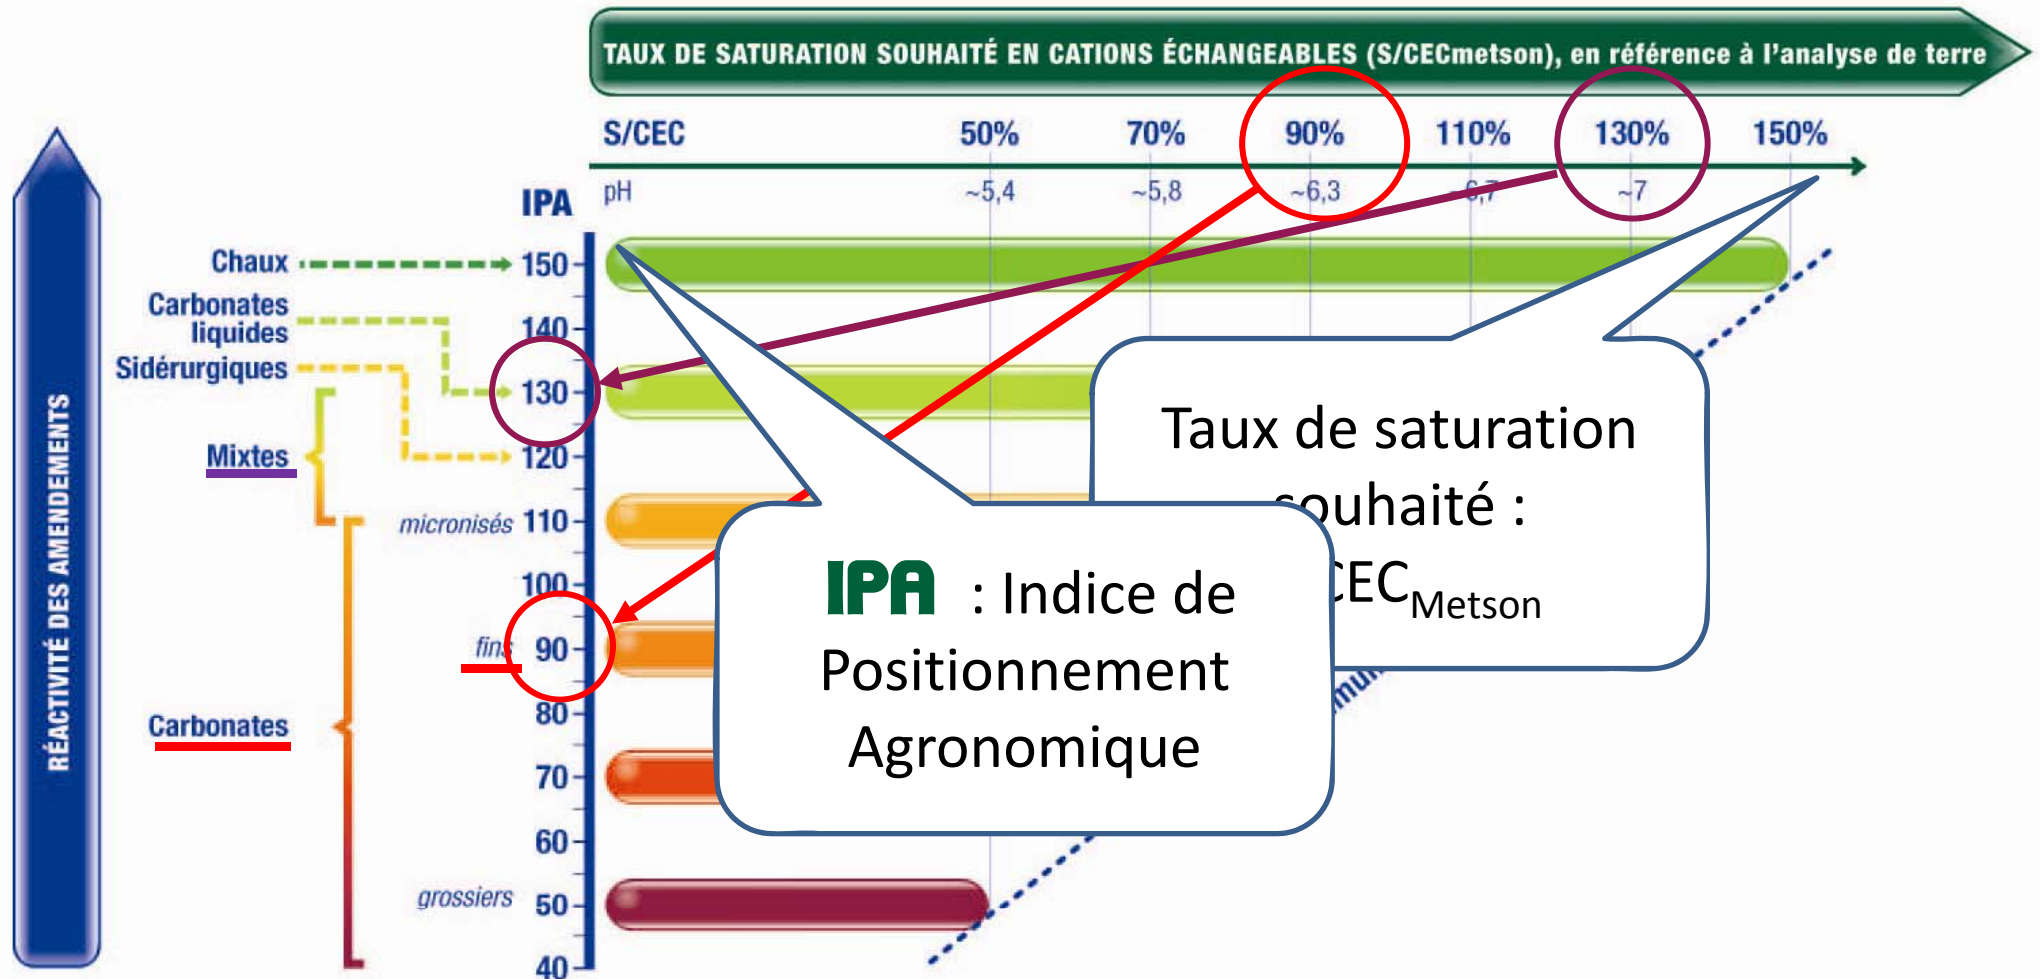 TAUX DE SATURATION SOUHAITÉ EN CATIONS ÉCHANGEABLES (S/CECmetson), en référence à l'analyse de terre
S/CEC 50% 70% 90% 110% 130% 150%
pH ~5,4 ~5,8 ~6,3 ~6,7 ~7
IPA
RÉACTIVITÉ DES AMENDEMENTS
Chaux 150
Carbonates
liquides
140
Sidérurgiques
130
Mixtes 120
micronisés 110
100
fins 90
80
Carbonates
70
60
grossiers 50
40
Taux de saturation
souhaité :
CEC Metson
IPA : Indice de
Positionnement
Agronomique